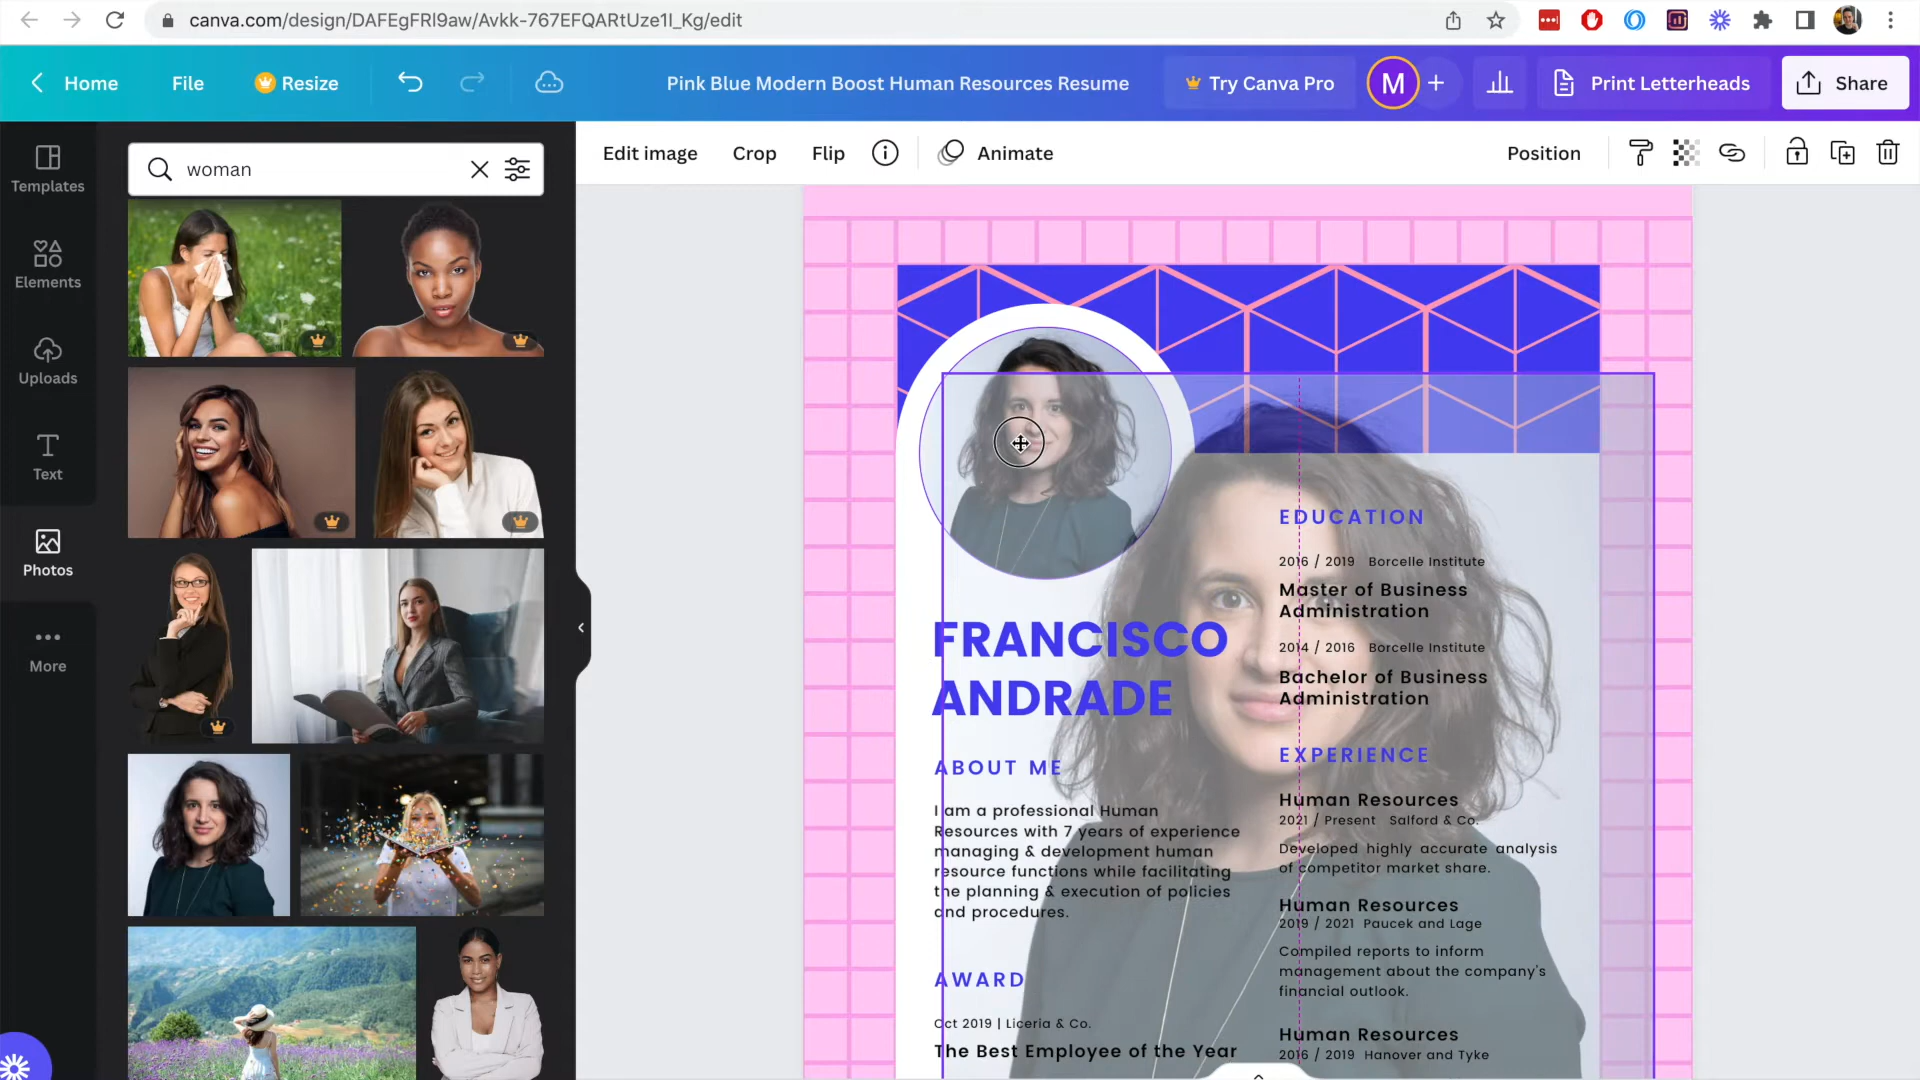 canva.com/design/DAFEgFRl9aw/Avkk-767EFQARtUze1l_Kg/edit
Home
File
Resize
Pink Blue Modern Boost Human Resources Resume
Try Canva Pro
M
Print Letterheads
Share
Templates
Elements
Uploads
Text
Photos
More
woman
Edit image
Crop
Flip
Animate
Position
FRANCISCO
ANDRADE
ABOUT ME
I am a professional Human
Resources with 7 years of experience
managing & development human
resource functions while facilitating
the planning & execution of policies
and procedures.
AWARD
Oct 2019 | Liceria & Co.
The Best Employee of the Year
EDUCATION
2016 / 2019 Borcelle Institute
Master of Business
Administration
2014 / 2016 Borcelle Institute
Bachelor of Business
Administration
EXPERIENCE
Human Resources
2021 / Present Salford & Co.
Developed highly accurate analysis
of competitor market share.
Human Resources
2019 / 2021 Paucek and Lage
Compiled reports to inform
management about the company's
financial outlook.
Human Resources
2016 / 2019 Hanover and Tyke